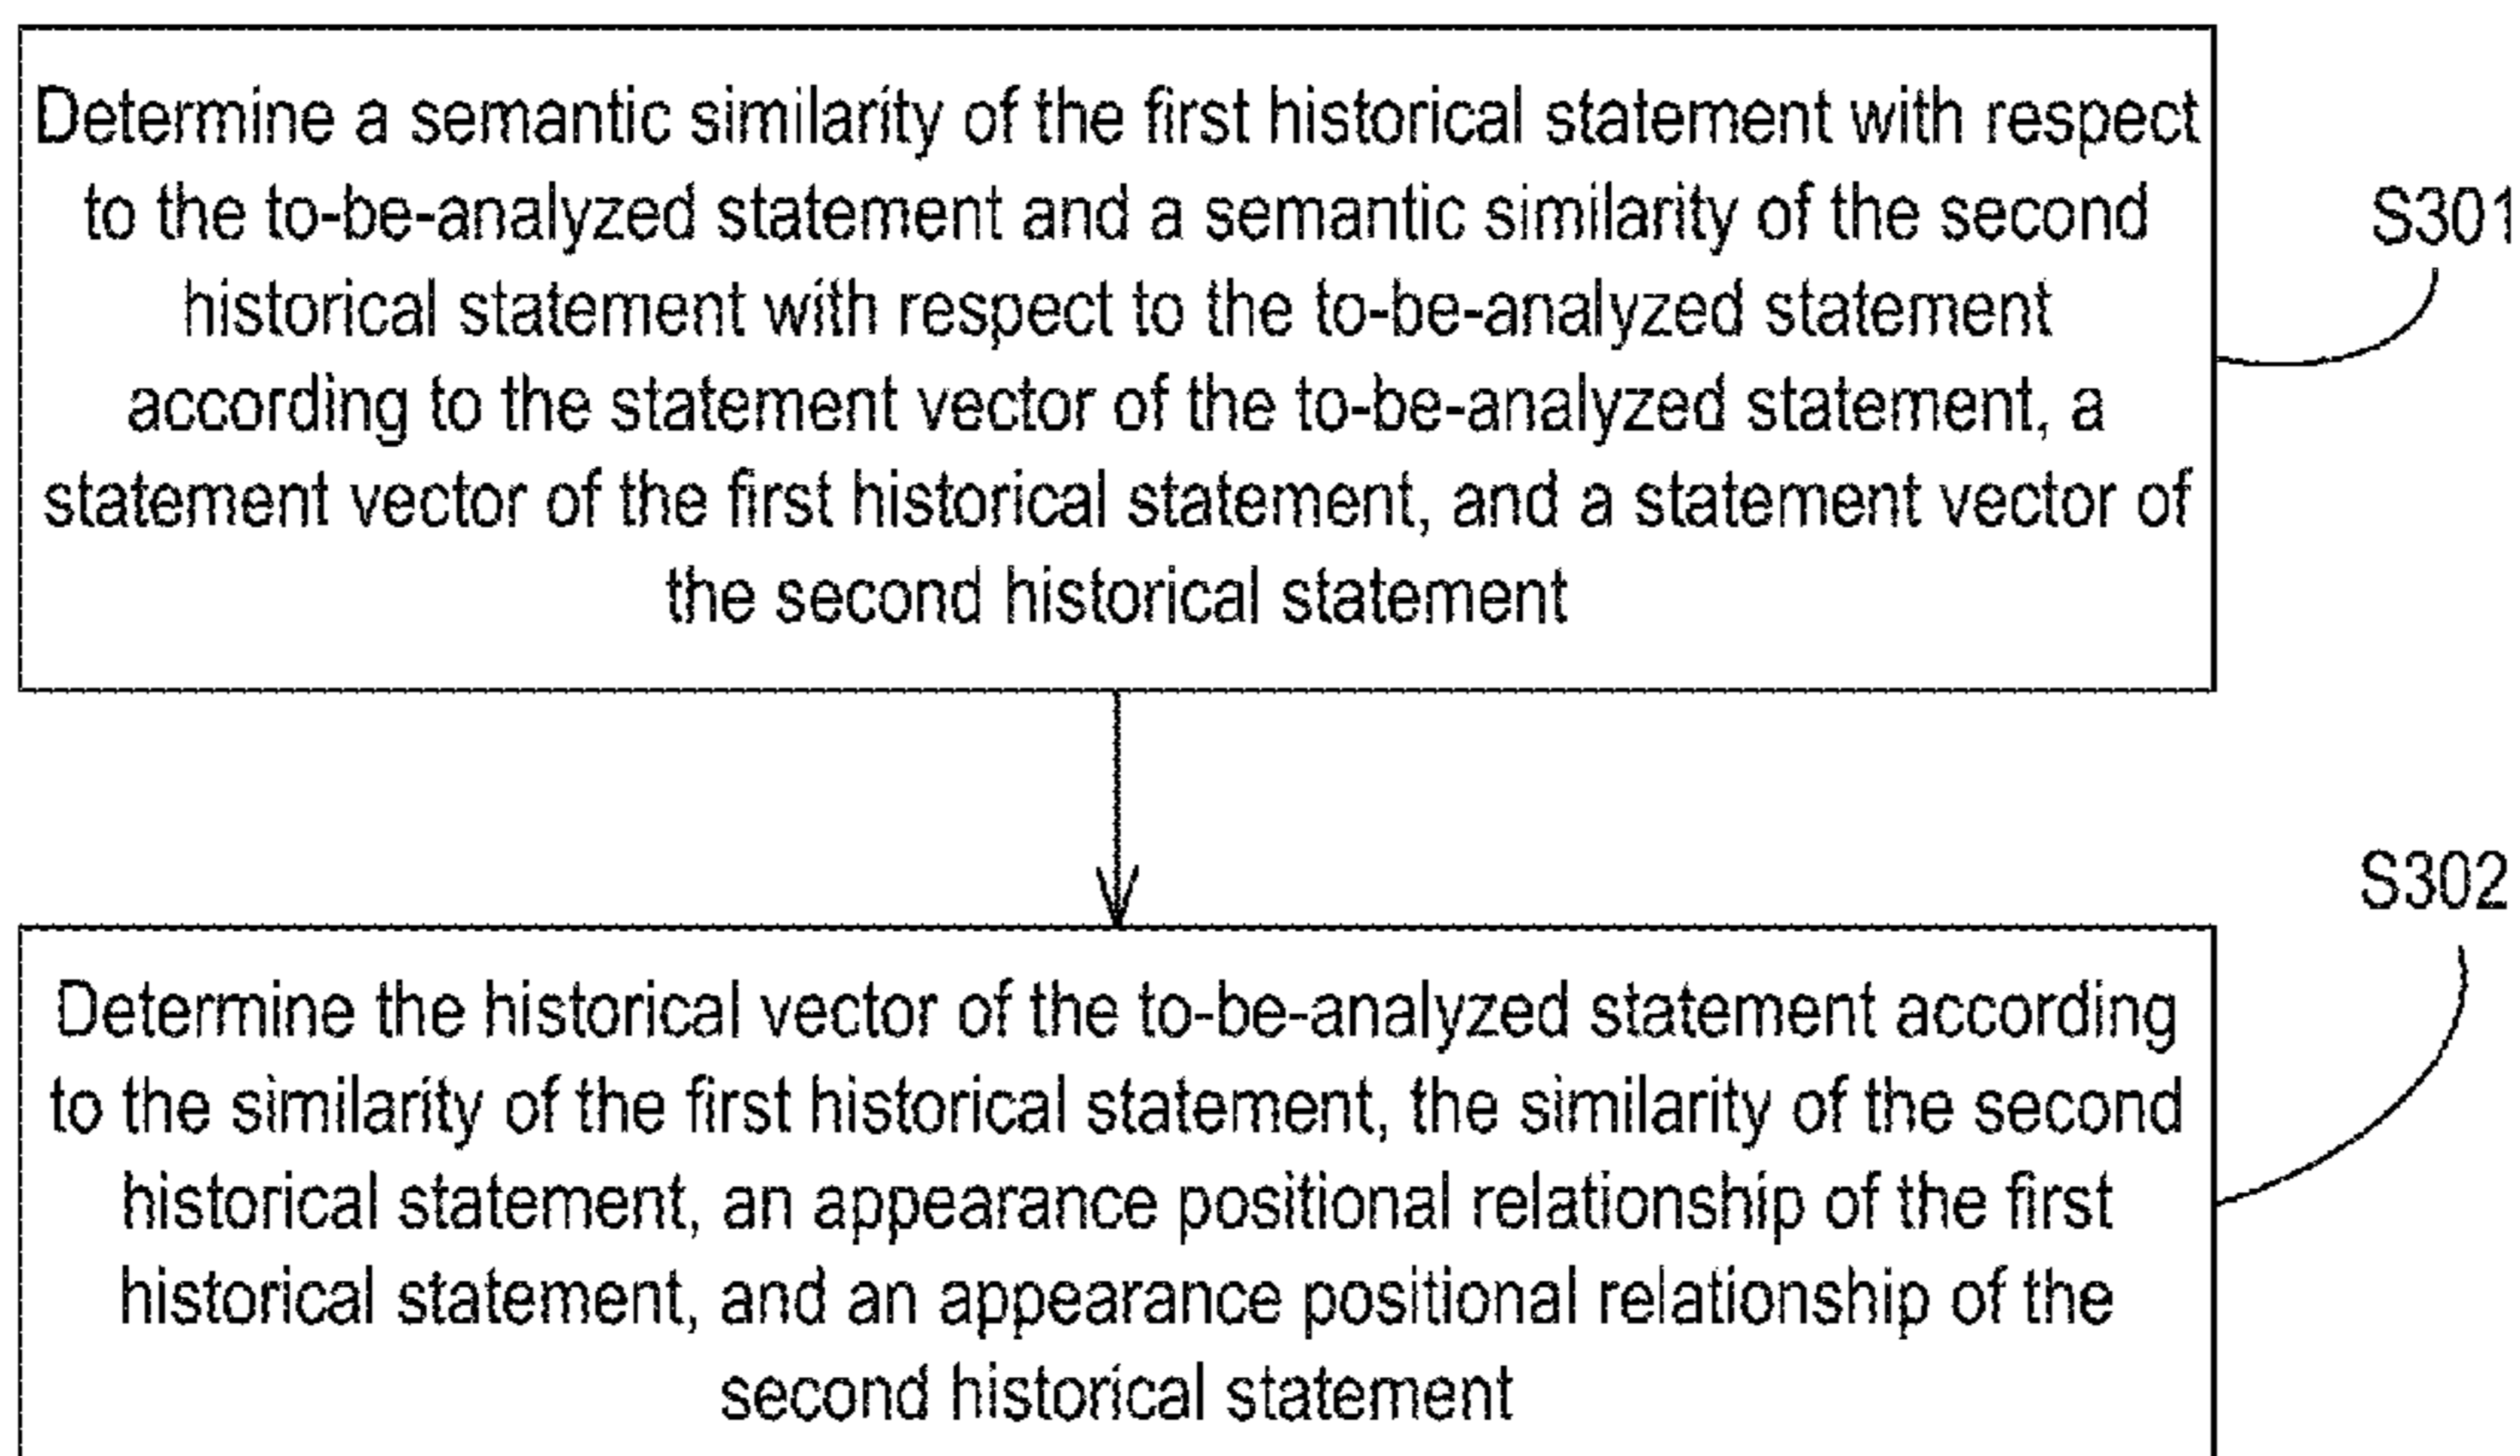 Determine a semantic similarity of the first historical statement with respect
to the to-be-analyzed statement and a semantic similarity of the second
historical statement with respect to the to-be-analyzed statement
according to the statement vector of the to-be-analyzed statement, a
statement vector of the first historical statement, and a statement vector of
the second historical statement
S301
Determine the historical vector of the to-be-analyzed statement according
to the similarity of the first historical statement, the similarity of the second
historical statement, an appearance positional relationship of the first
historical statement, and an appearance positional relationship of the
second historical statement
S302